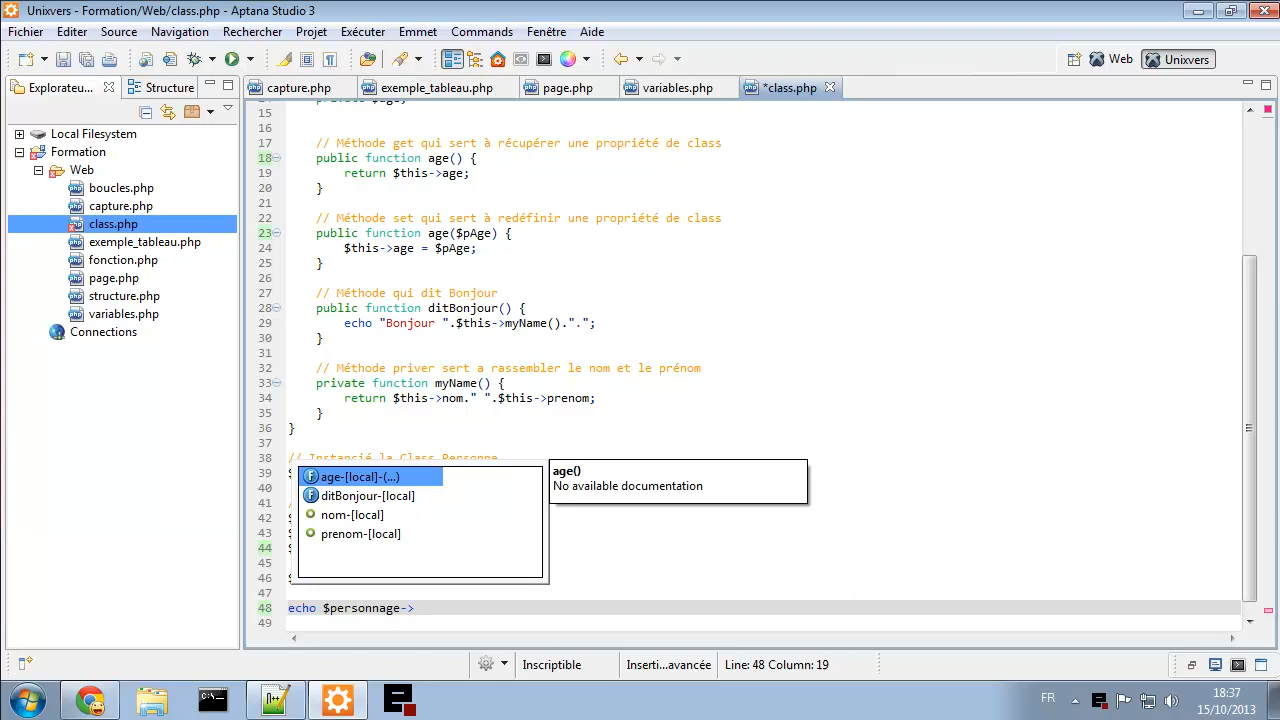 Unixvers - Formation/Web/class.php - Aptana Studio 3
Fichier Editer Source Navigation Rechercher Projet Exécuter Emmet Commands Fenêtre Aide
Web Unixvers
Explorateu... Structure
capture.php exemple_tableau.php page.php variables.php *class.php
Local Filesystem
Formation
Web
boucles.php
capture.php
class.php
exemple_tableau.php
fonction.php
page.php
structure.php
variables.php
Connections
15
16
17 // Méthode get qui sert à récupérer une propriété de class
18 public function age() {
19 return $this->age;
20 }
21
22 // Méthode set qui sert à redéfinir une propriété de class
23 public function age($pAge) {
24 $this->age = $pAge;
25 }
26
27 // Méthode qui dit Bonjour
28 public function ditBonjour() {
29 echo "Bonjour ".$this->myName().".";
30 }
31
32 // Méthode priver sert a rassembler le nom et le prénom
33 private function myName() {
34 return $this->nom." ".$this->prenom;
35 }
36 }
37
38 // Instancié la Class Personne
39
40
41
42
43
44
45
46
47
48 echo $personnage->
49
age-[local]-(...)
ditBonjour-[local]
nom-[local]
prenom-[local]
age()
No available documentation
Inscriptible Inserti...avancée Line: 48 Column: 19
FR 18:37
15/10/2013